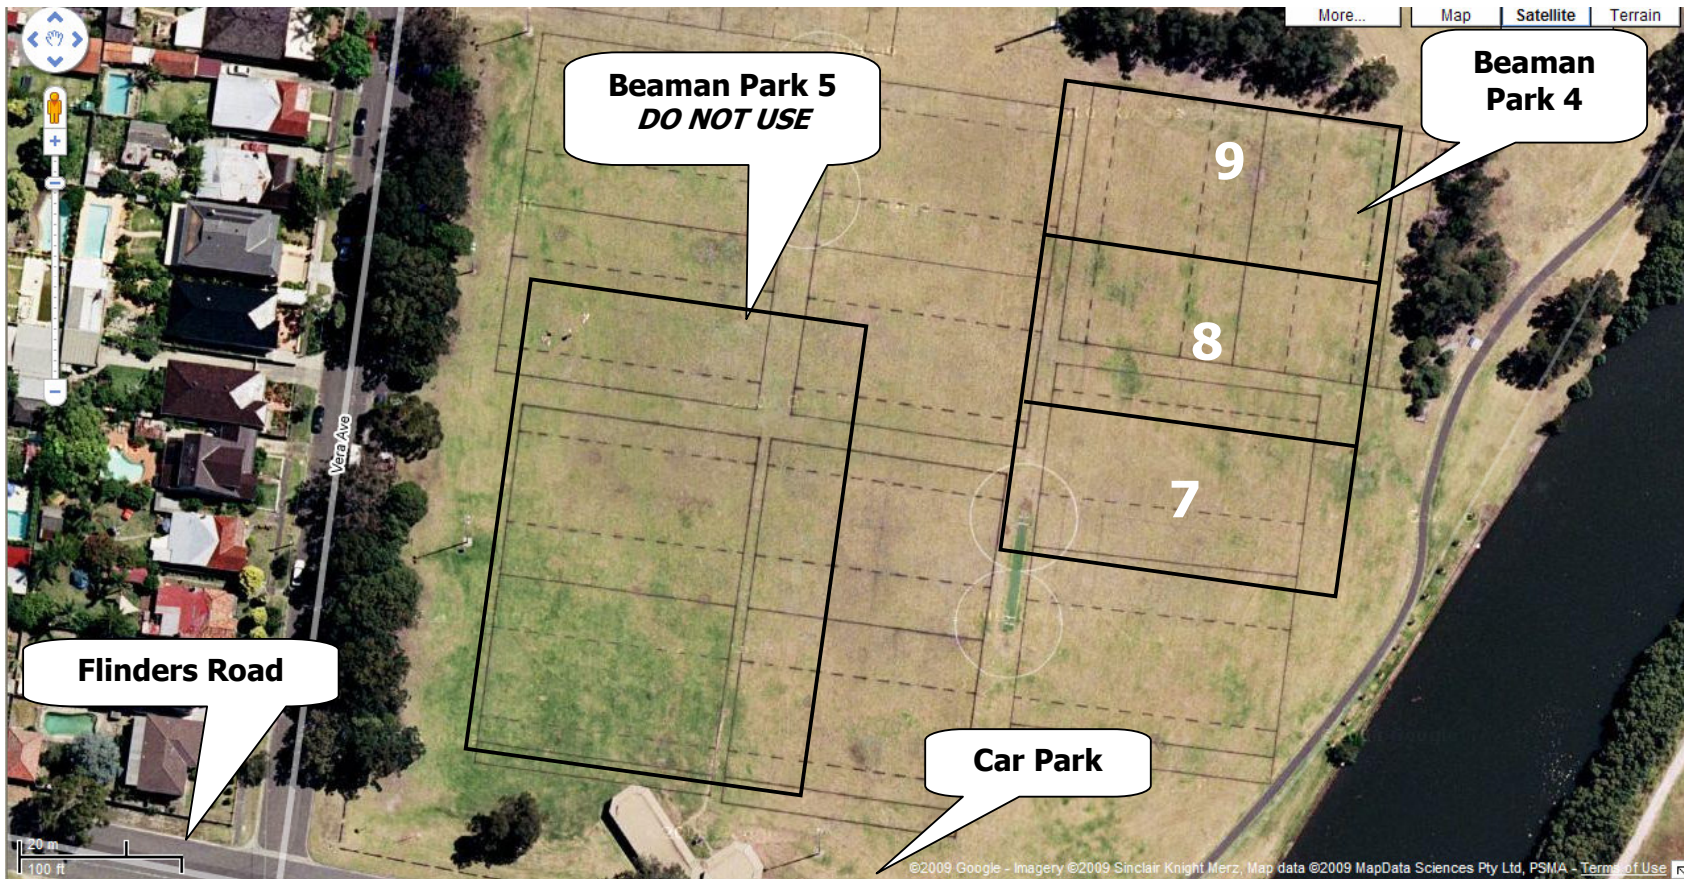 More...
Map
Satellite
Terrain
Beaman Park 5
DO NOT USE
Beaman
Park 4
9
8
7
Vera Ave
Flinders Road
Car Park
20 m
100 ft
©2009 Google - Imagery ©2009 Sinclair Knight Merz, Map data ©2009 MapData Sciences Pty Ltd, PSMA - Terms of Use